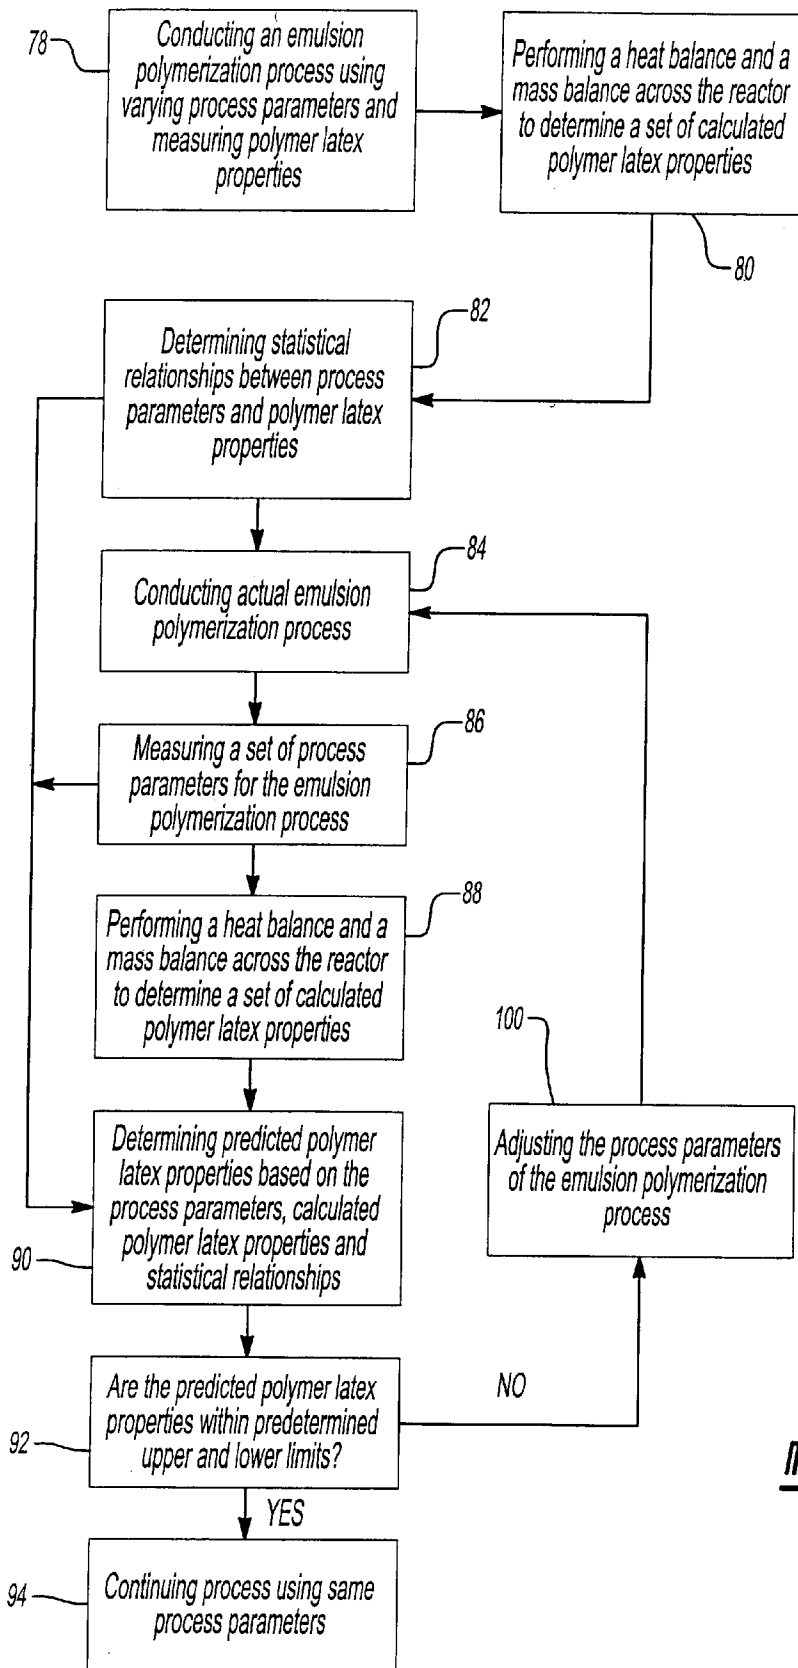 78
Conducting an emulsion
polymerization process using
varying process parameters and
measuring polymer latex
properties
Performing a heat balance and a
mass balance across the reactor
to determine a set of calculated
polymer latex properties
80
82
Determining statistical
relationships between process
parameters and polymer latex
properties
84
Conducting actual emulsion
polymerization process
86
Measuring a set of process
parameters for the emulsion
polymerization process
88
Performing a heat balance and a
mass balance across the reactor
to determine a set of calculated
polymer latex properties
100
Adjusting the process parameters
of the emulsion polymerization
process
Determining predicted polymer
latex properties based on the
process parameters, calculated
polymer latex properties and
statistical relationships
90
Are the predicted polymer latex
properties within predetermined
upper and lower limits?
92
NO
YES
94
Continuing process using same
process parameters